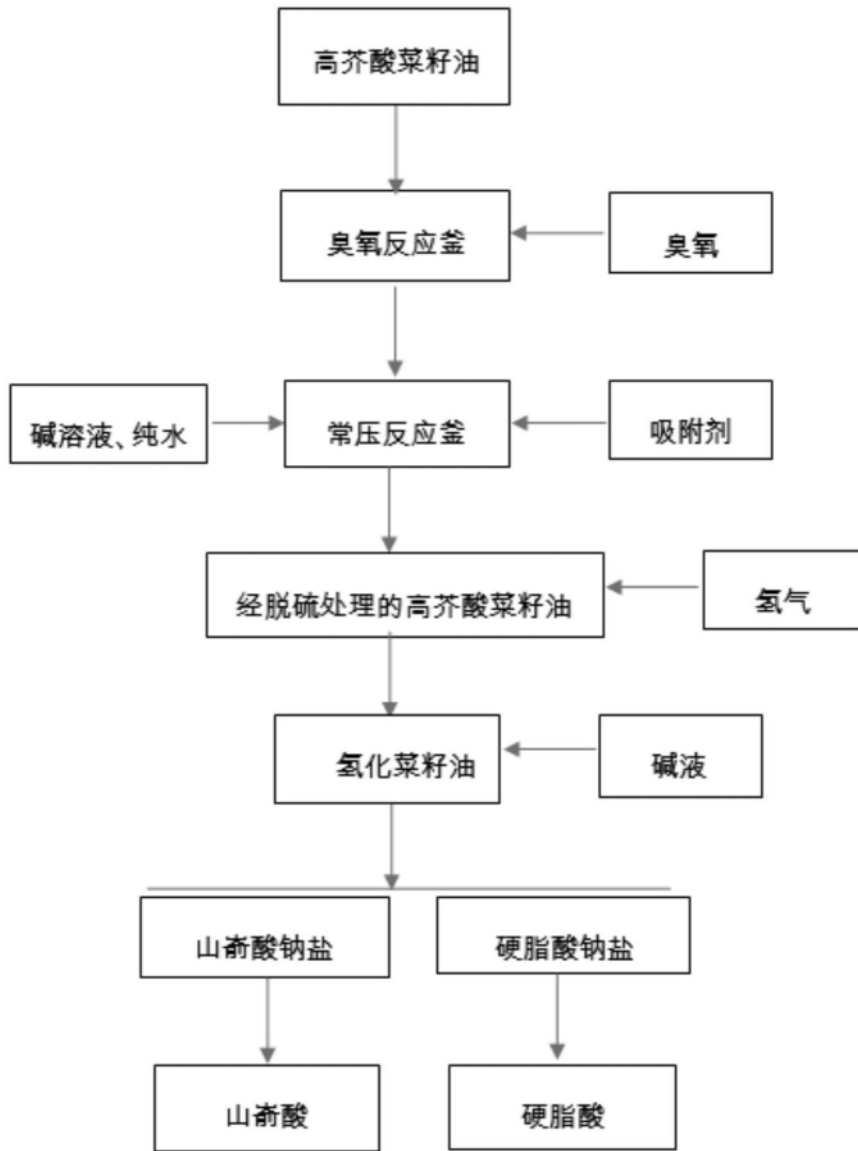 高芥酸菜籽油
臭氧反应釜
臭氧
碱溶液、纯水
常压反应釜
吸附剂
经脱硫处理的高芥酸菜籽油
氢气
氢化菜籽油
碱液
山嵛酸钠盐
硬脂酸钠盐
山嵛酸
硬脂酸